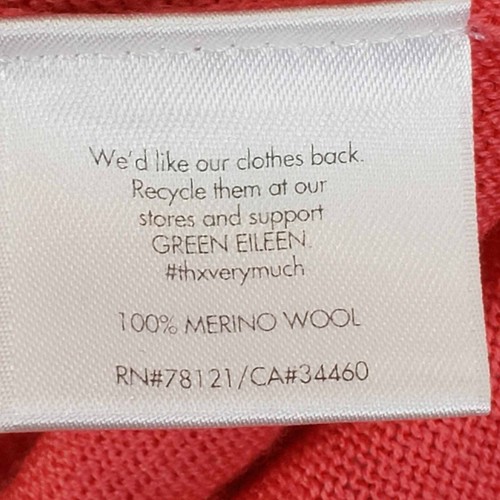 We'd like our clothes back.
Recycle them at our
stores and support
GREEN EILEEN.
#thxverymuch
100% MERINO WOOL
RN#78121/CA#34460